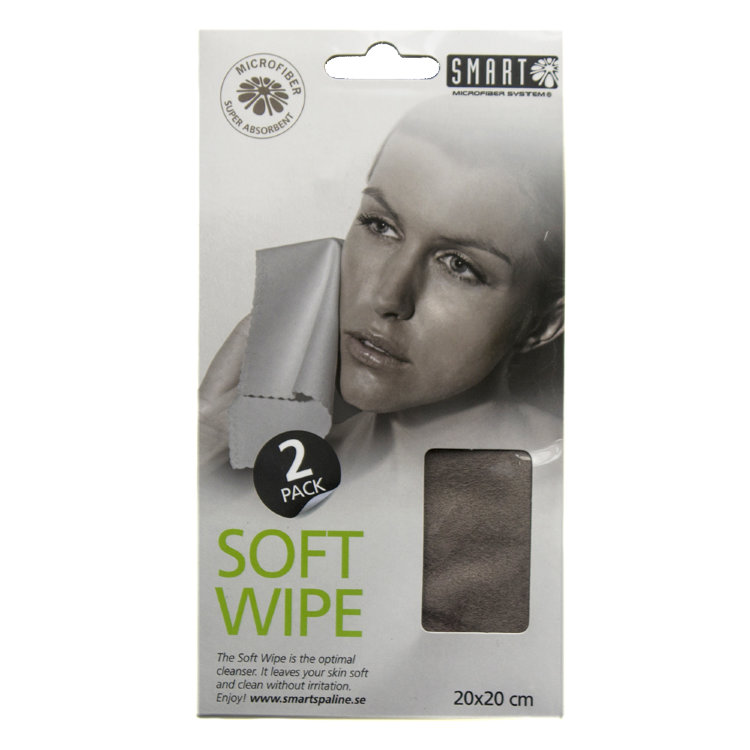 MICROFIBER
SUPER ABSORBENT
SMART
MICROFIBER SYSTEM®
2
PACK
SOFT
WIPE
The Soft Wipe is the optimal
cleanser. It leaves your skin soft
and clean without irritation.
Enjoy! www.smartspaline.se
20x20 cm